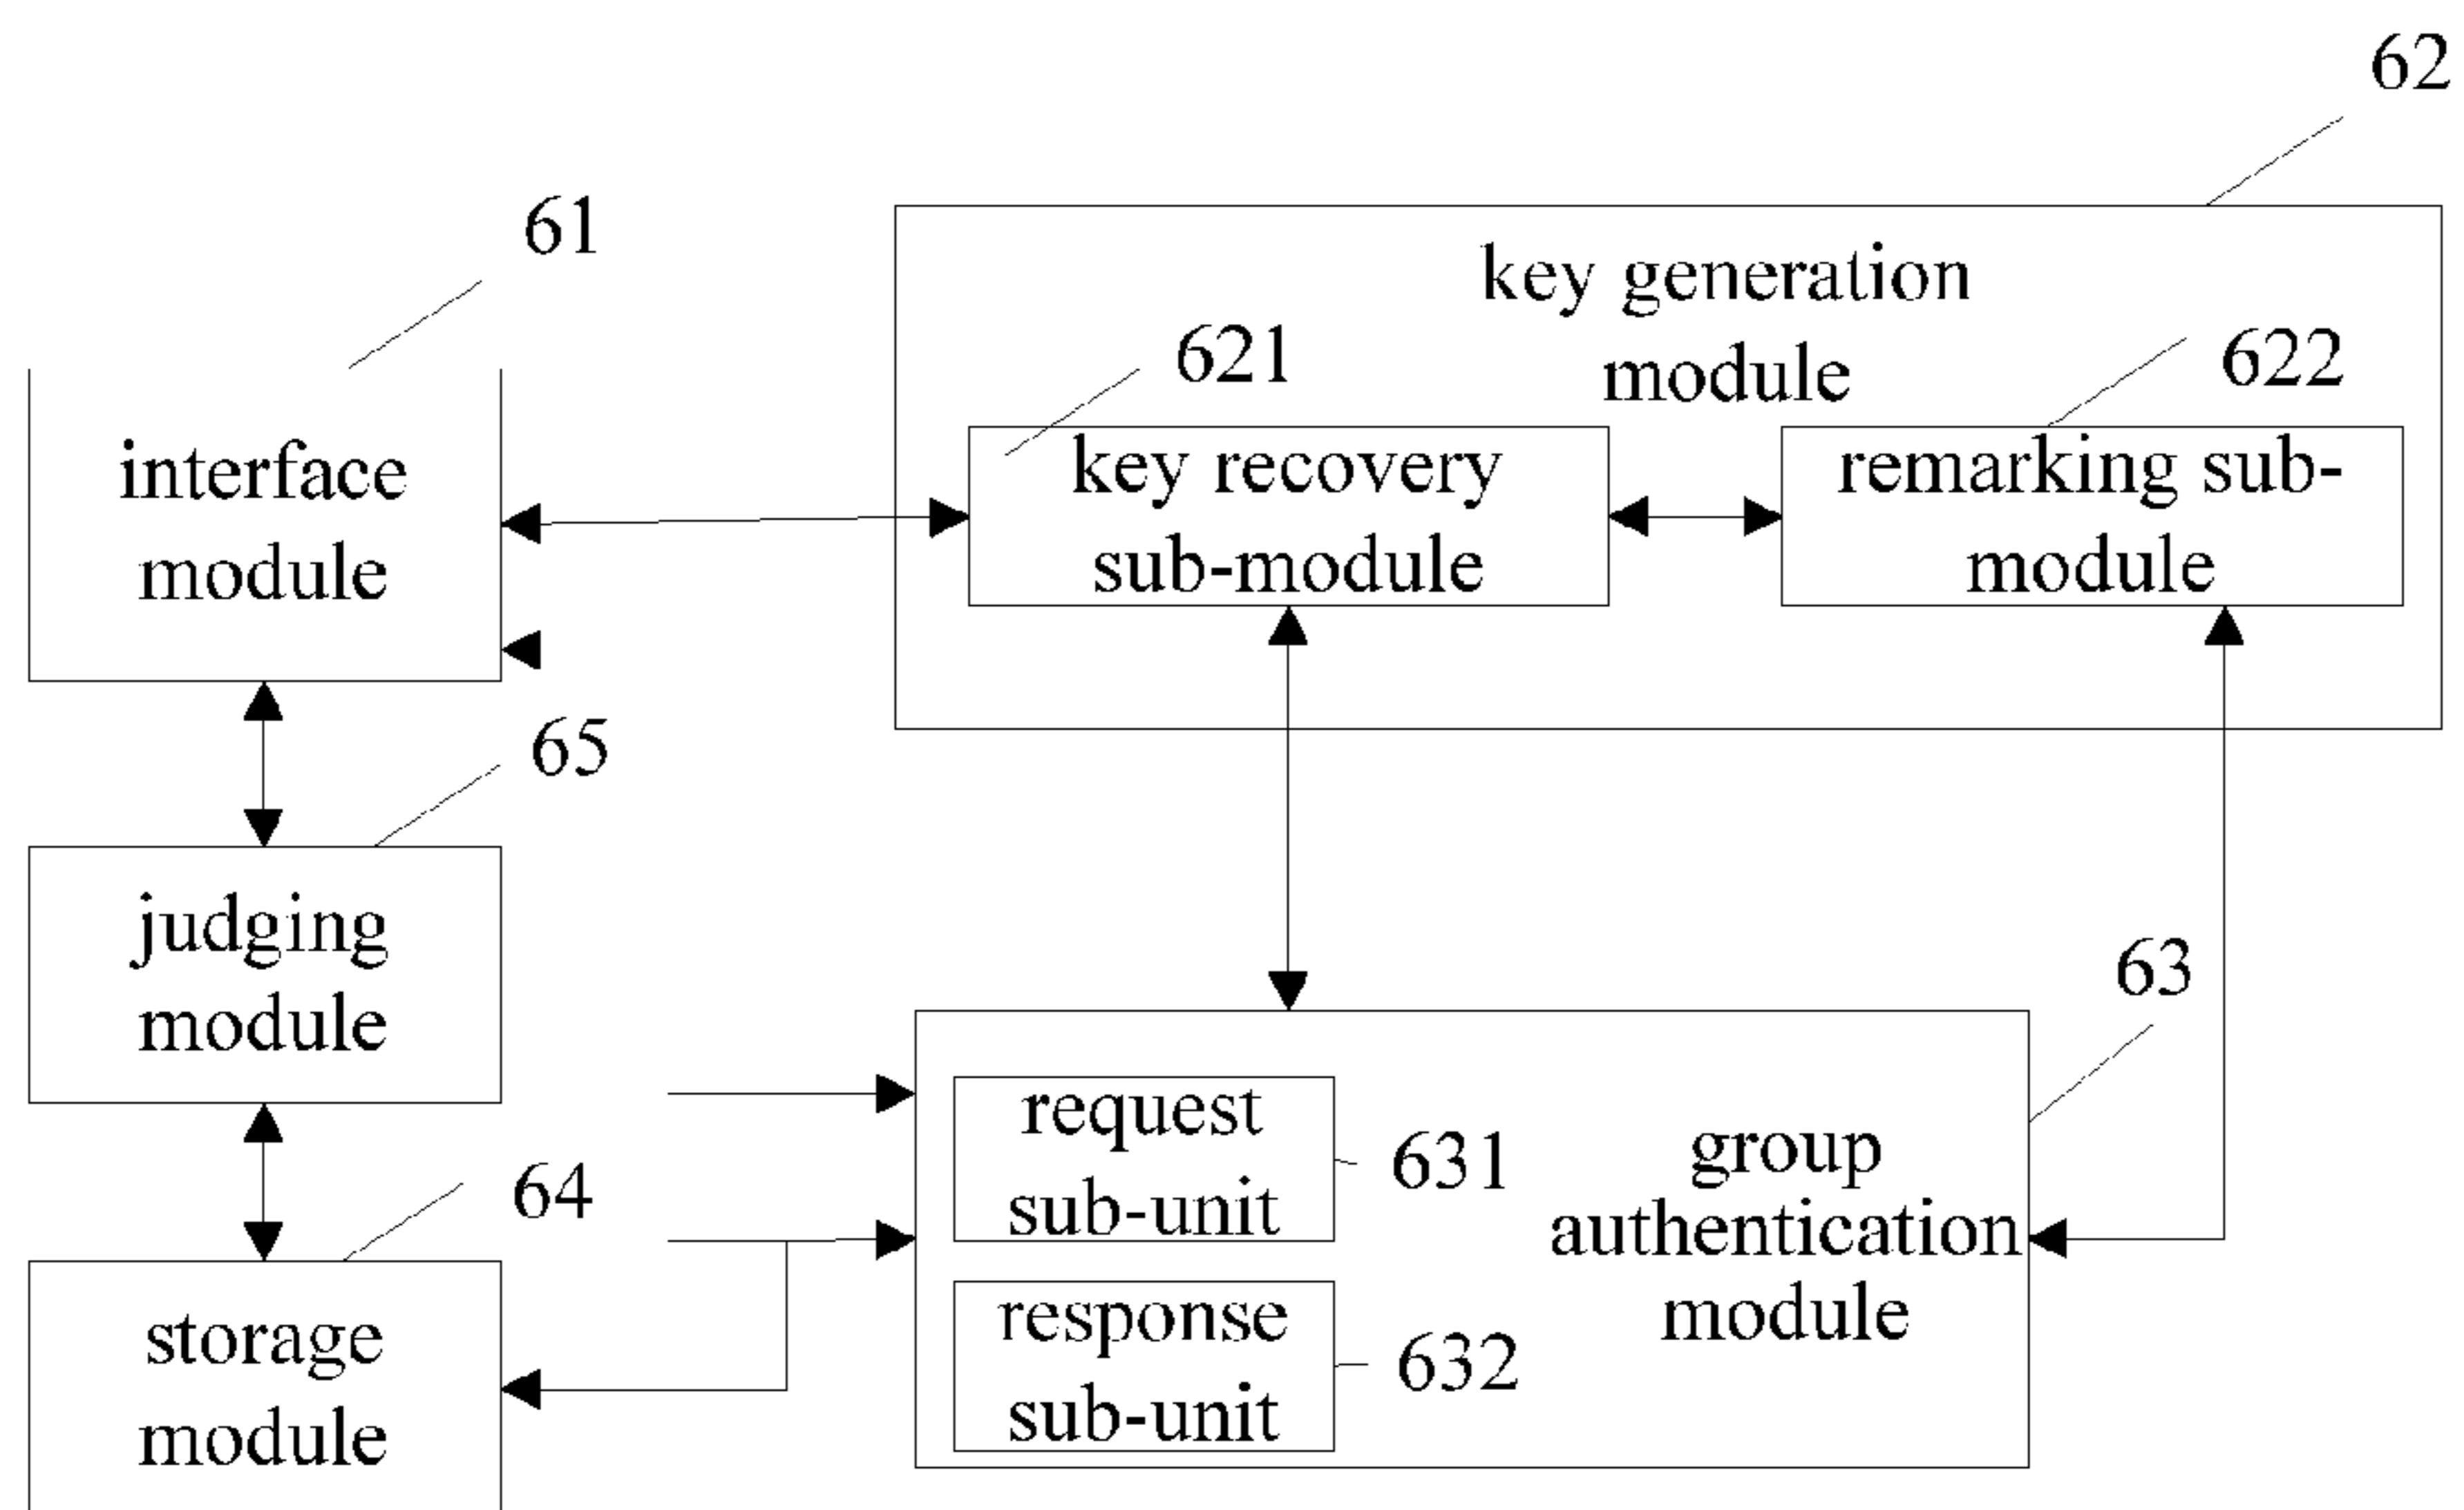 62
61
key generation
module
621
622
interface
module
key recovery
sub-module
remarking sub-
module
65
judging
module
63
64
request
sub-unit
631
group
authentication
module
storage
module
response
sub-unit
632